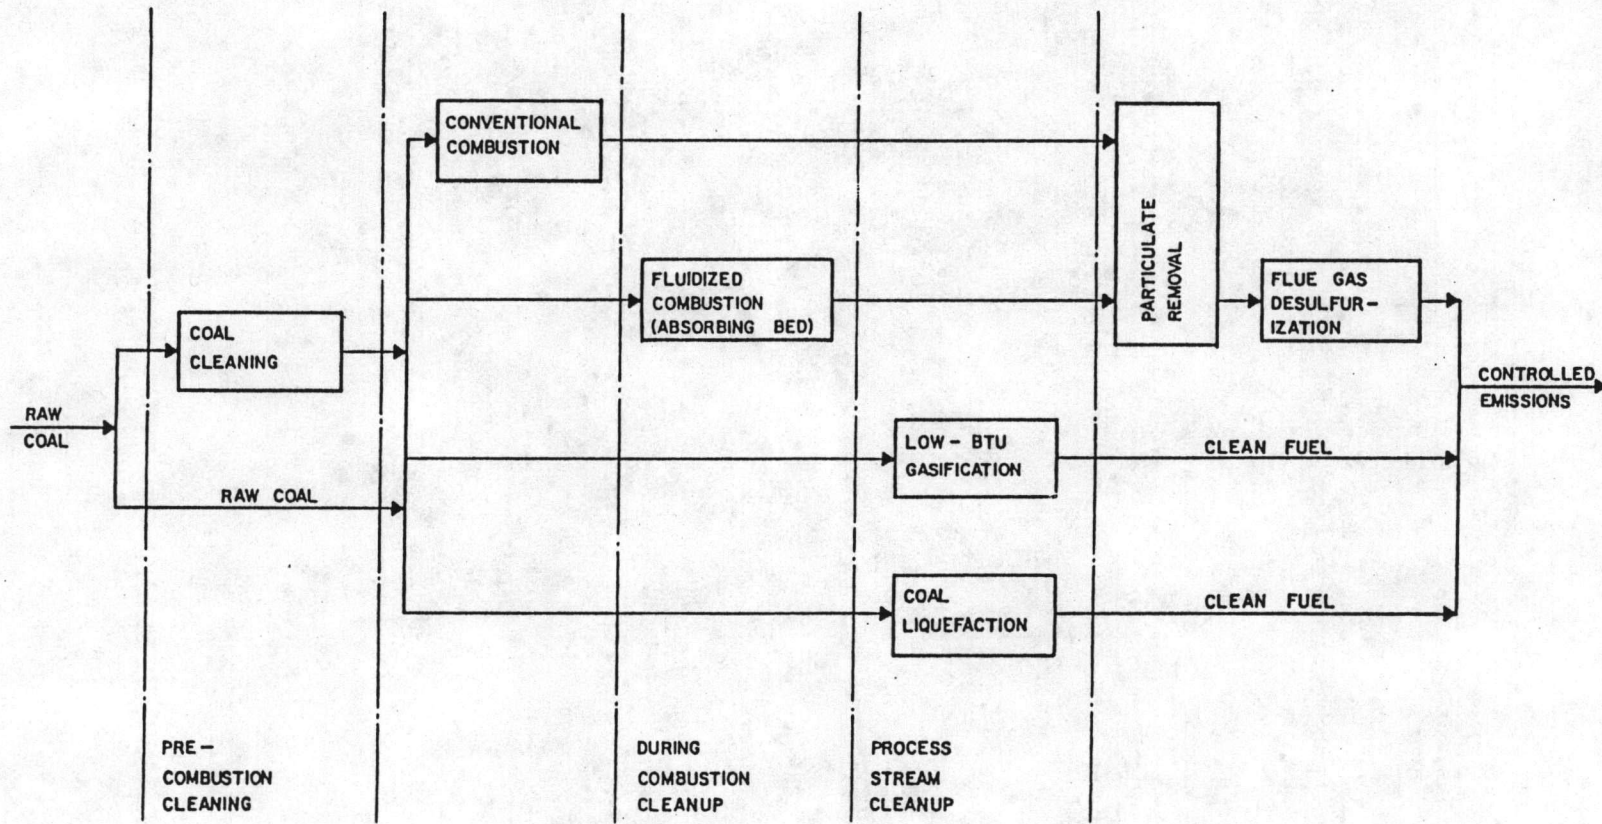 CONVENTIONAL
COMBUSTION
FLUIDIZED
COMBUSTION
(ABSORBING BED)
PARTICULATE
REMOVAL
FLUE GAS
DESULFUR-
IZATION
COAL
CLEANING
RAW
COAL
RAW COAL
LOW - BTU
GASIFICATION
CLEAN FUEL
CONTROLLED
EMISSIONS
COAL
LIQUEFACTION
CLEAN FUEL
PRE-
COMBUSTION
CLEANING
DURING
COMBUSTION
CLEANUP
PROCESS
STREAM
CLEANUP